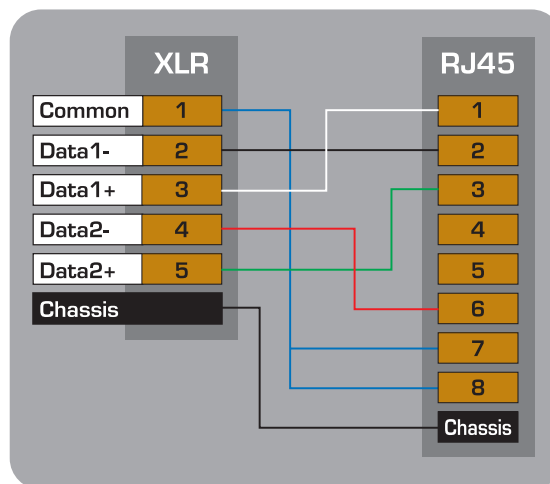 XLR
RJ45
Common 1
Data1- 2
Data1+ 3
Data2- 4
Data2+ 5
Chassis
1
2
3
4
5
6
7
8
Chassis